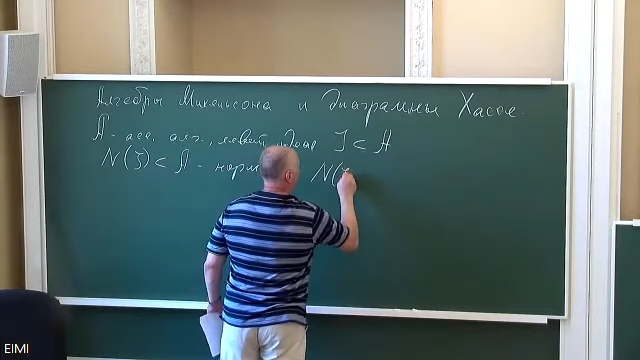 Алгебры Микельсона и диаграммы Хассе.
A - асс. алг., левый идеал J ⊂ A
N(J) ⊂ A - норм N(
EIMI